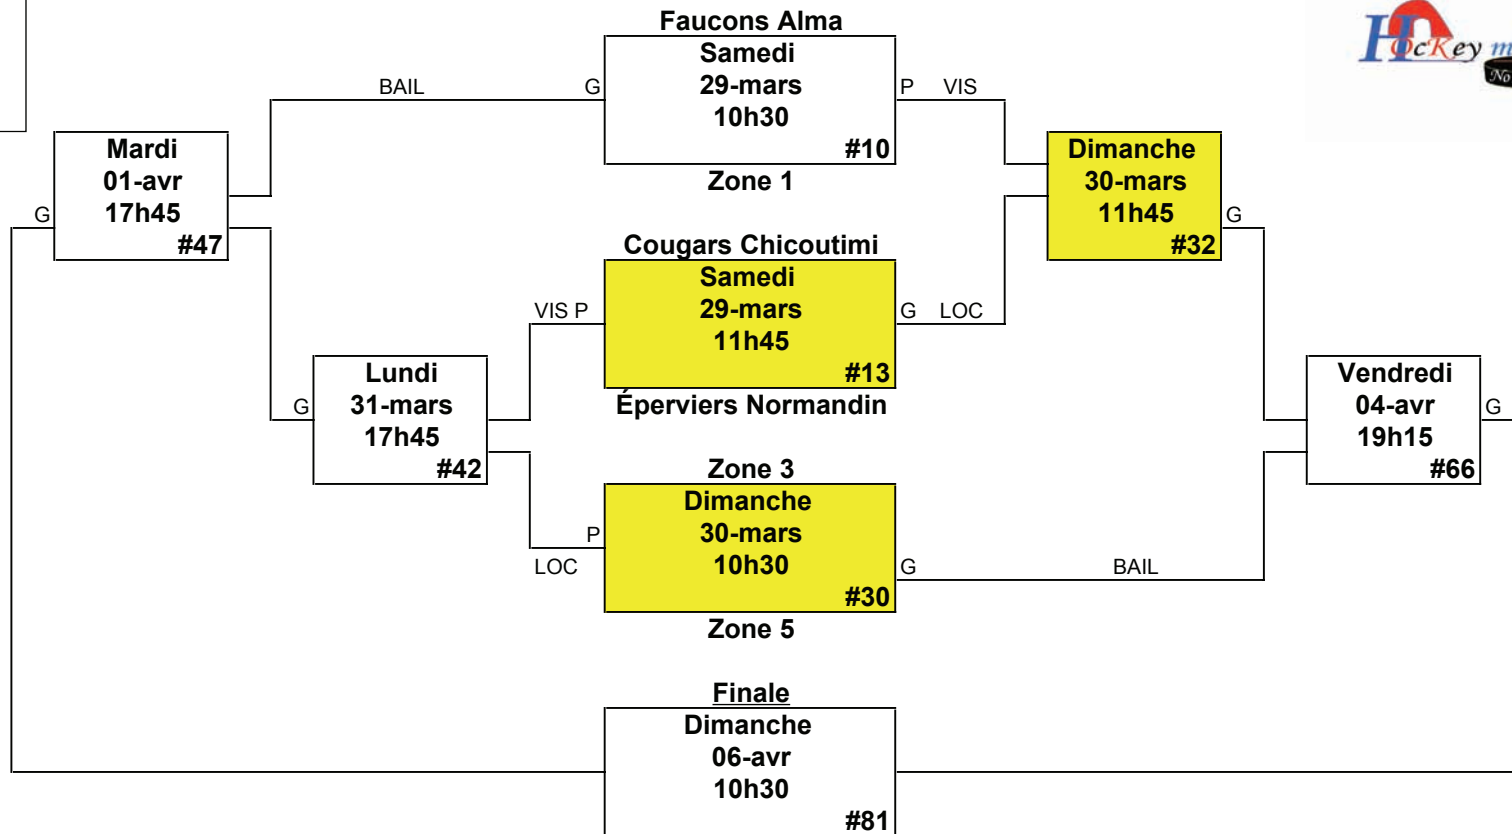 Faucons Alma
Samedi
29-mars
10h30
#10
Zone 1
BAIL
G
P VIS
HocKey m
No
Mardi
01-avr
17h45
#47
G
Dimanche
30-mars
11h45
#32
G
Cougars Chicoutimi
Samedi
29-mars
11h45
#13
Éperviers Normandin
VIS P
G LOC
Lundi
31-mars
17h45
#42
G
Vendredi
04-avr
19h15
#66
G
Zone 3
Dimanche
30-mars
10h30
#30
Zone 5
P
LOC
G
BAIL
Finale
Dimanche
06-avr
10h30
#81